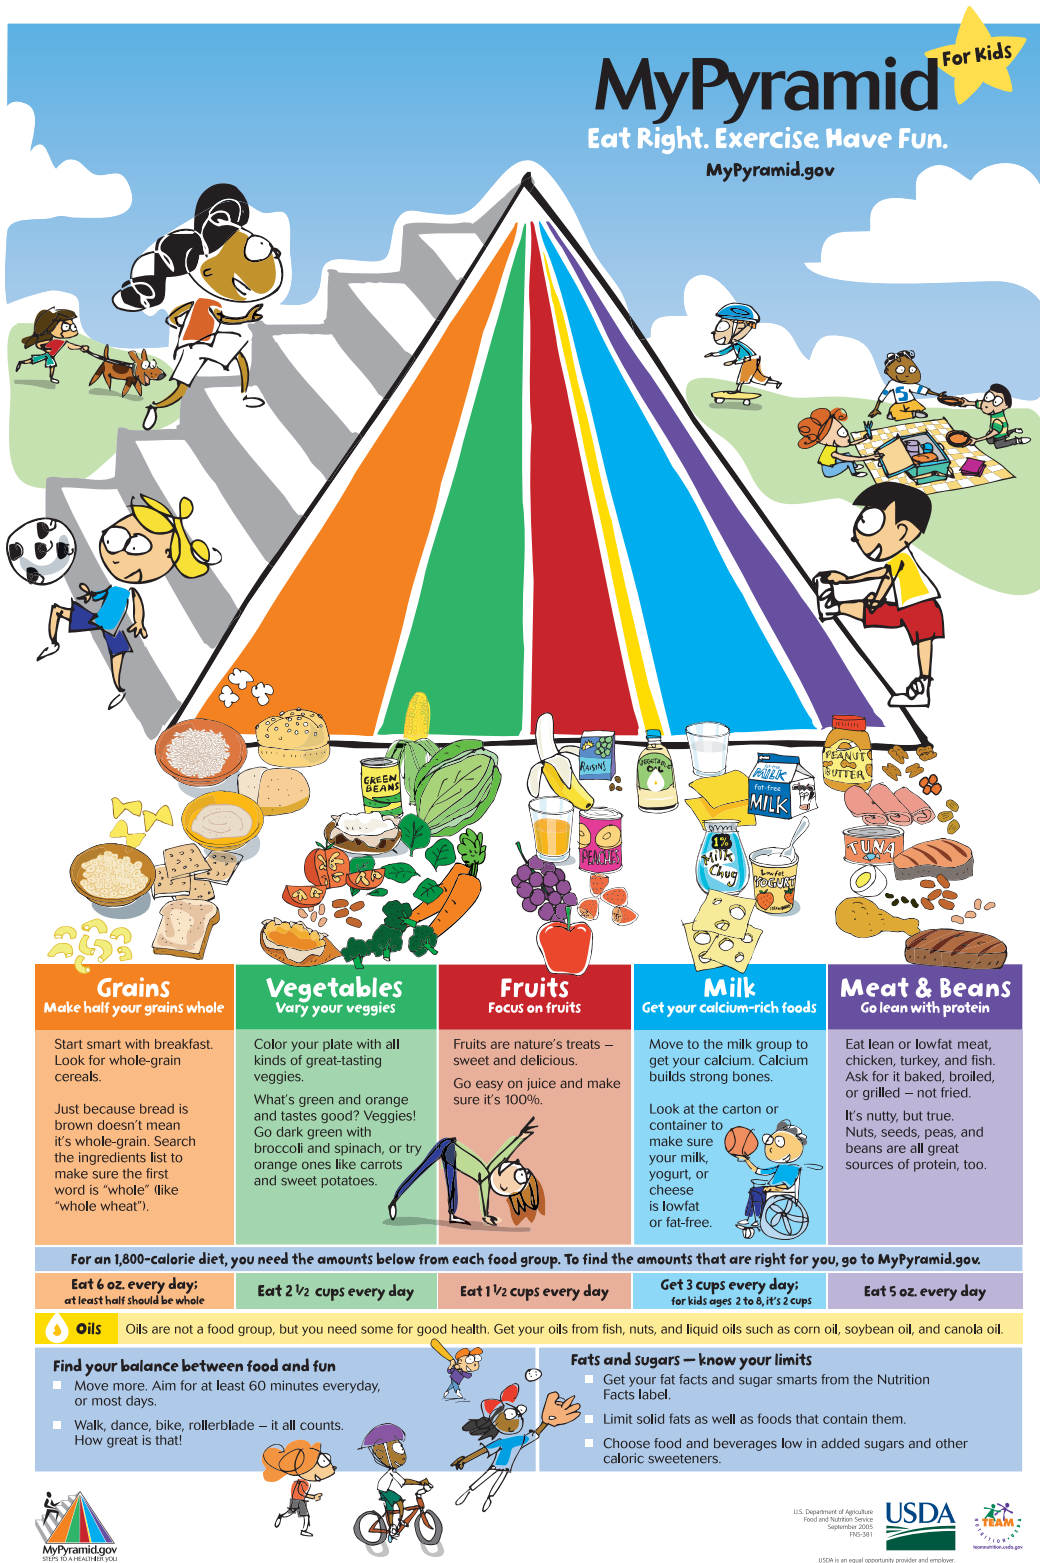 For Kids
MyPyramid
Eat Right. Exercise. Have Fun.
MyPyramid.gov
5
GREEN
BEANS
RAISINS
VEGETABLE
OIL
MILK
fat-free
MILK
PEANUT
BUTTER
PEACHES
1%
Milk
Chug
Lowfat
YOGURT
TUNA
Grains
Make half your grains whole
Start smart with breakfast.
Look for whole-grain
cereals.
Just because bread is
brown doesn't mean
it's whole-grain. Search
the ingredients list to
make sure the first
word is "whole" (like
"whole wheat").
Vegetables
Vary your veggies
Color your plate with all
kinds of great-tasting
veggies.
What's green and orange
and tastes good? Veggies!
Go dark green with
broccoli and spinach, or try
orange ones like carrots
and sweet potatoes.
Fruits
Focus on fruits
Fruits are nature's treats –
sweet and delicious.
Go easy on juice and make
sure it's 100%.
Milk
Get your calcium-rich foods
Move to the milk group to
get your calcium. Calcium
builds strong bones.
Look at the carton or
container to
make sure
your milk,
yogurt, or
cheese
is lowfat
or fat-free.
Meat & Beans
Go lean with protein
Eat lean or lowfat meat,
chicken, turkey, and fish.
Ask for it baked, broiled,
or grilled – not fried.
It's nutty, but true.
Nuts, seeds, peas, and
beans are all great
sources of protein, too.
For an 1,800-calorie diet, you need the amounts below from each food group. To find the amounts that are right for you, go to MyPyramid.gov.
Eat 6 oz. every day;
at least half should be whole
Eat 2 1/2 cups every day
Eat 1 1/2 cups every day
Get 3 cups every day;
for kids ages 2 to 8, it's 2 cups
Eat 5 oz. every day
Oils
Oils are not a food group, but you need some for good health. Get your oils from fish, nuts, and liquid oils such as corn oil, soybean oil, and canola oil.
Find your balance between food and fun
Move more. Aim for at least 60 minutes everyday,
or most days.
Walk, dance, bike, rollerblade – it all counts.
How great is that!
Fats and sugars — know your limits
Get your fat facts and sugar smarts from the Nutrition
Facts label.
Limit solid fats as well as foods that contain them.
Choose food and beverages low in added sugars and other
caloric sweeteners.
T
MyPyramid.gov
STEPS TO A HEALTHIER YOU
U.S. Department of Agriculture
Food and Nutrition Service
September 2005
FNS-381
USDA
TEAM
NUTRITION
USDA
teamnutrition.usda.gov
USDA is an equal opportunity provider and employer.